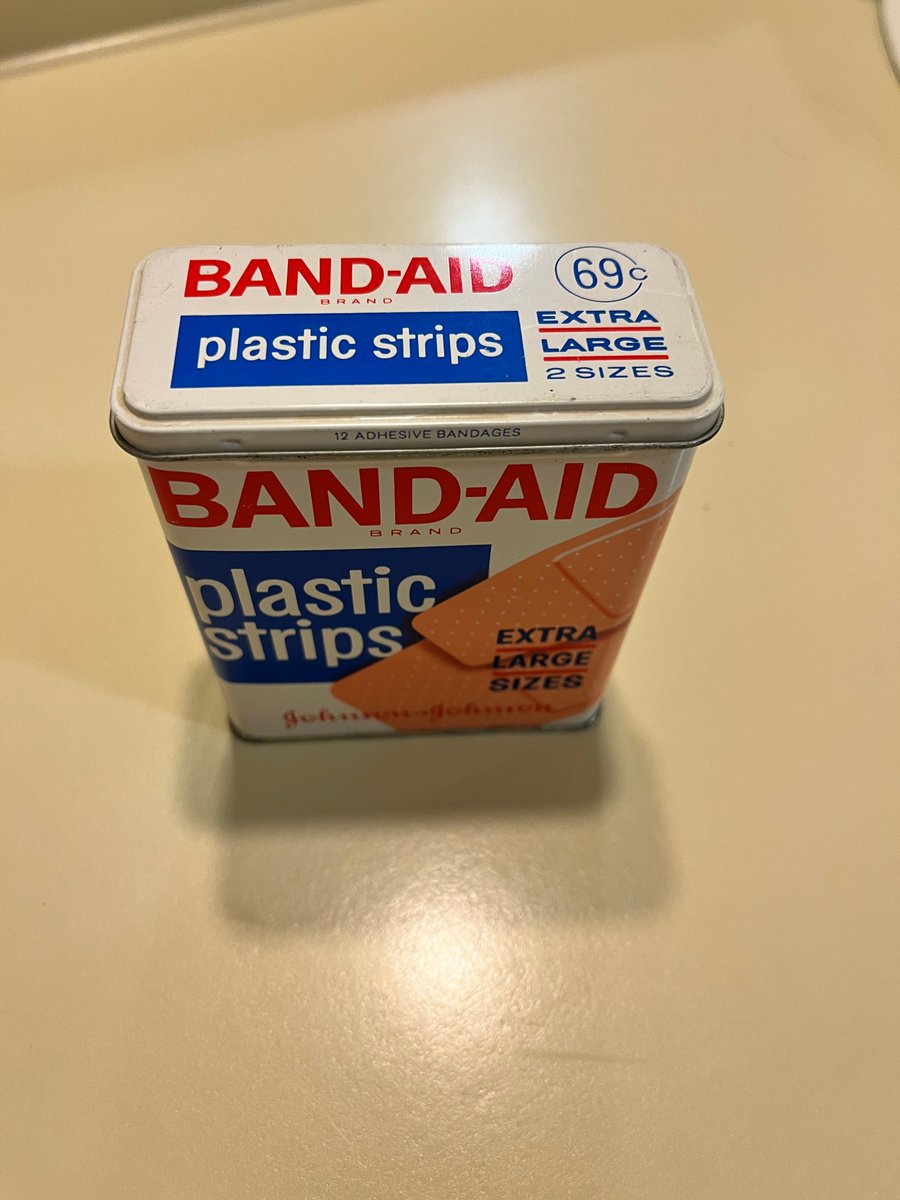 BAND-AID
BRAND
plastic strips
69c
EXTRA
LARGE
2 SIZES
12 ADHESIVE BANDAGES
BAND-AID
BRAND
plastic
strips
EXTRA
LARGE
SIZES
Johnson & Johnson